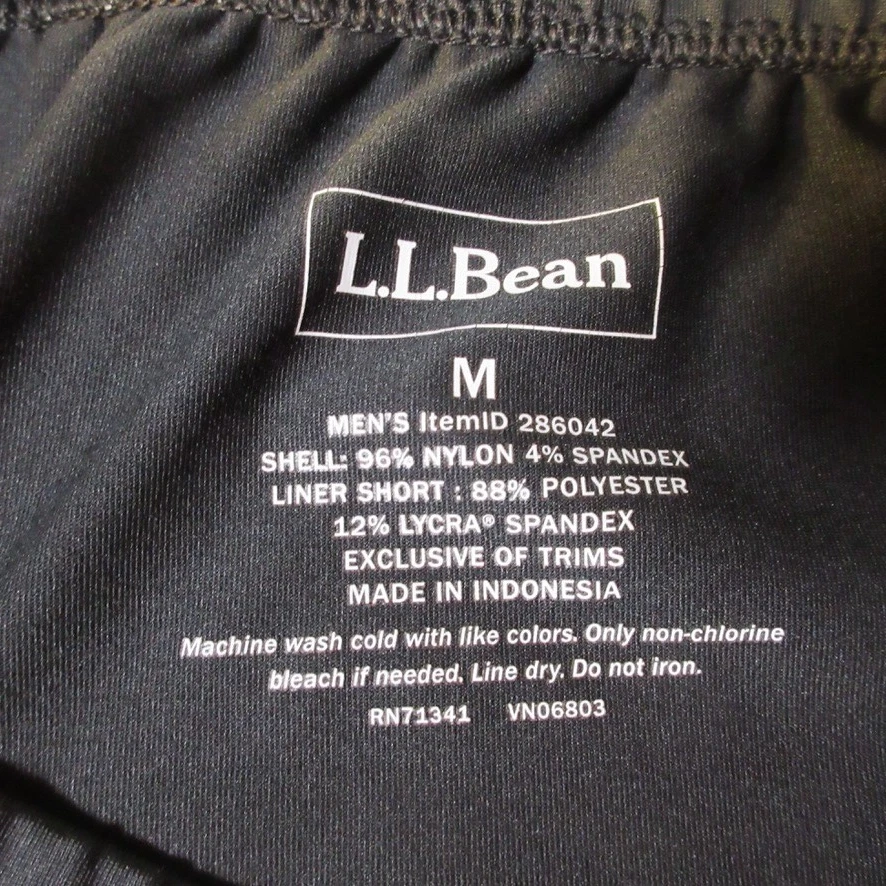 L.L.Bean
M
MEN'S ItemID 286042
SHELL: 96% NYLON 4% SPANDEX
LINER SHORT : 88% POLYESTER
12% LYCRA® SPANDEX
EXCLUSIVE OF TRIMS
MADE IN INDONESIA
Machine wash cold with like colors. Only non-chlorine
bleach if needed. Line dry. Do not iron.
RN71341 VN06803